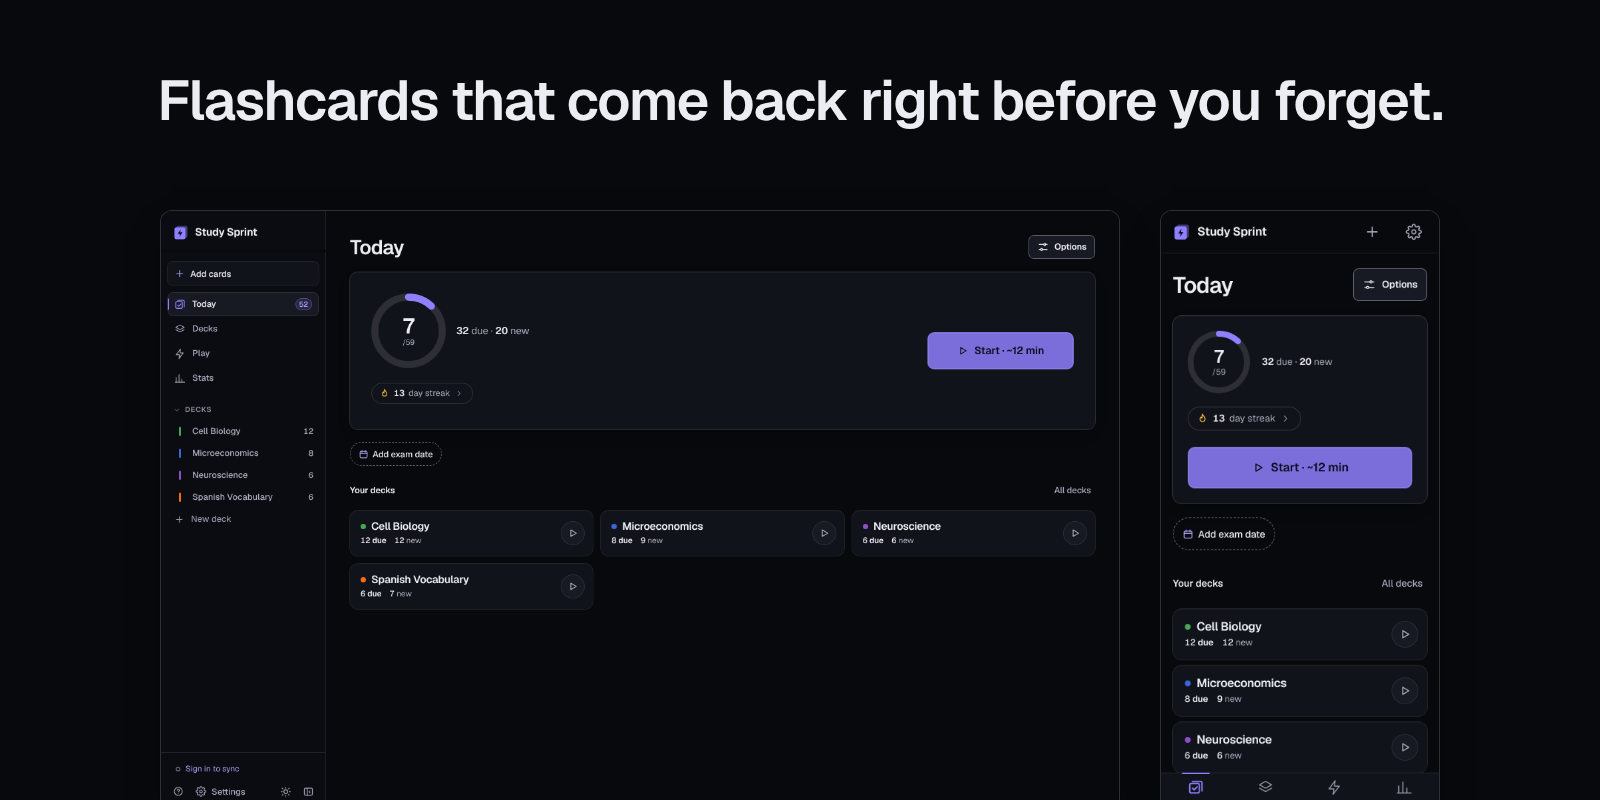 Flashcards that come back right before you forget.
Study Sprint
Add cards
Today 52
Decks
Play
Stats
DECKS
Cell Biology 12
Microeconomics 8
Neuroscience 6
Spanish Vocabulary 6
New deck
Sign in to sync
Settings
Today
Options
7
/59
32 due · 20 new
Start · ~12 min
13 day streak
Add exam date
Your decks
All decks
Cell Biology
12 due 12 new
Microeconomics
8 due 9 new
Neuroscience
6 due 6 new
Spanish Vocabulary
6 due 7 new
Study Sprint
Today
Options
7
/59
32 due · 20 new
13 day streak
Start · ~12 min
Add exam date
Your decks
All decks
Cell Biology
12 due 12 new
Microeconomics
8 due 9 new
Neuroscience
6 due 6 new